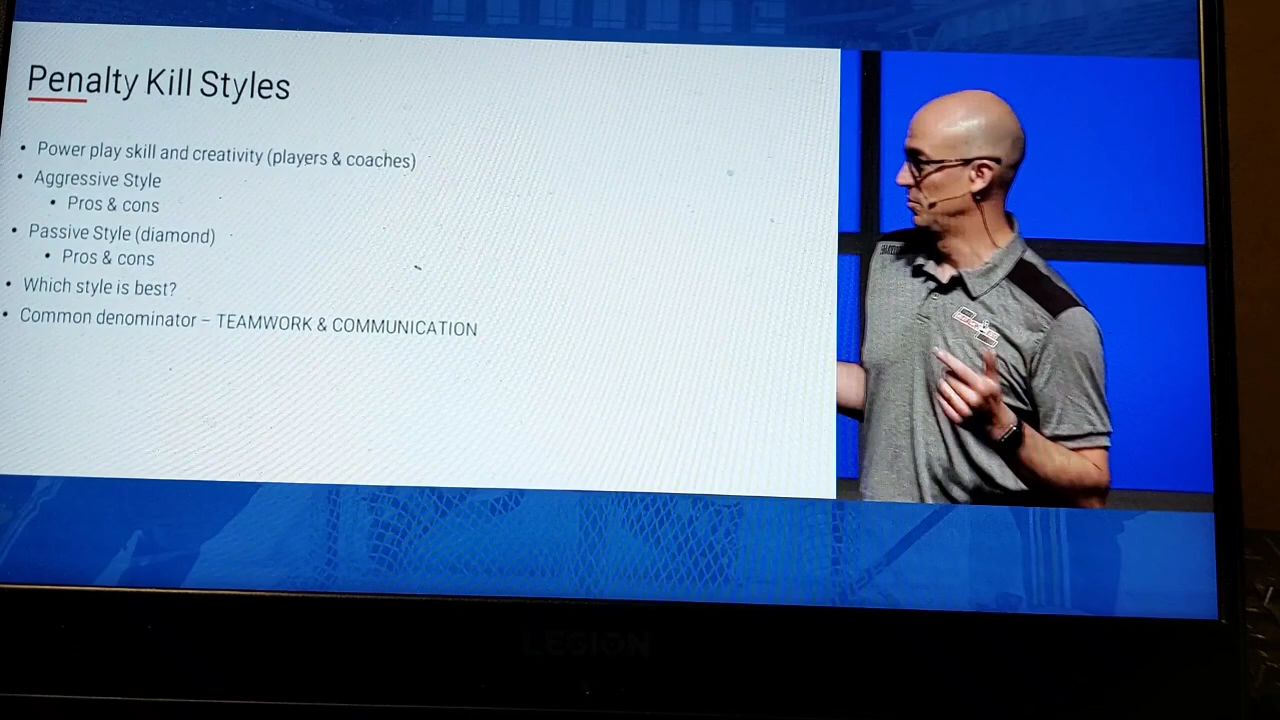 Penalty Kill Styles
• Power play skill and creativity (players & coaches)
• Aggressive Style
• Pros & cons
• Passive Style (diamond)
• Pros & cons
• Which style is best?
• Common denominator – TEAMWORK & COMMUNICATION
LEGION